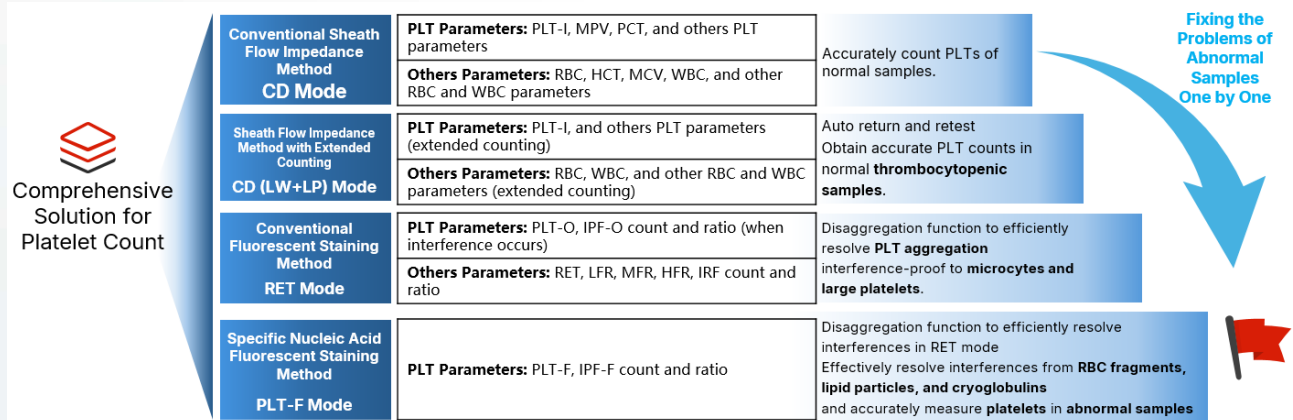 Comprehensive
Solution for
Platelet Count
Conventional Sheath
Flow Impedance
Method
CD Mode
PLT Parameters: PLT-I, MPV, PCT, and others PLT
parameters
Others Parameters: RBC, HCT, MCV, WBC, and other
RBC and WBC parameters
Accurately count PLTs of
normal samples.
Sheath Flow Impedance
Method with Extended
Counting
CD (LW+LP) Mode
PLT Parameters: PLT-I, and others PLT parameters
(extended counting)
Others Parameters: RBC, WBC, and other RBC and WBC
parameters (extended counting)
Auto return and retest
Obtain accurate PLT counts in
normal thrombocytopenic
samples.
Conventional
Fluorescent Staining
Method
RET Mode
PLT Parameters: PLT-O, IPF-O count and ratio (when
interference occurs)
Others Parameters: RET, LFR, MFR, HFR, IRF count and
ratio
Disaggregation function to efficiently
resolve PLT aggregation
interference-proof to microcytes and
large platelets.
Specific Nucleic Acid
Fluorescent Staining
Method
PLT-F Mode
PLT Parameters: PLT-F, IPF-F count and ratio
Disaggregation function to efficiently resolve
interferences in RET mode
Effectively resolve interferences from RBC fragments,
lipid particles, and cryoglobulins
and accurately measure platelets in abnormal samples
Fixing the
Problems of
Abnormal
Samples
One by One